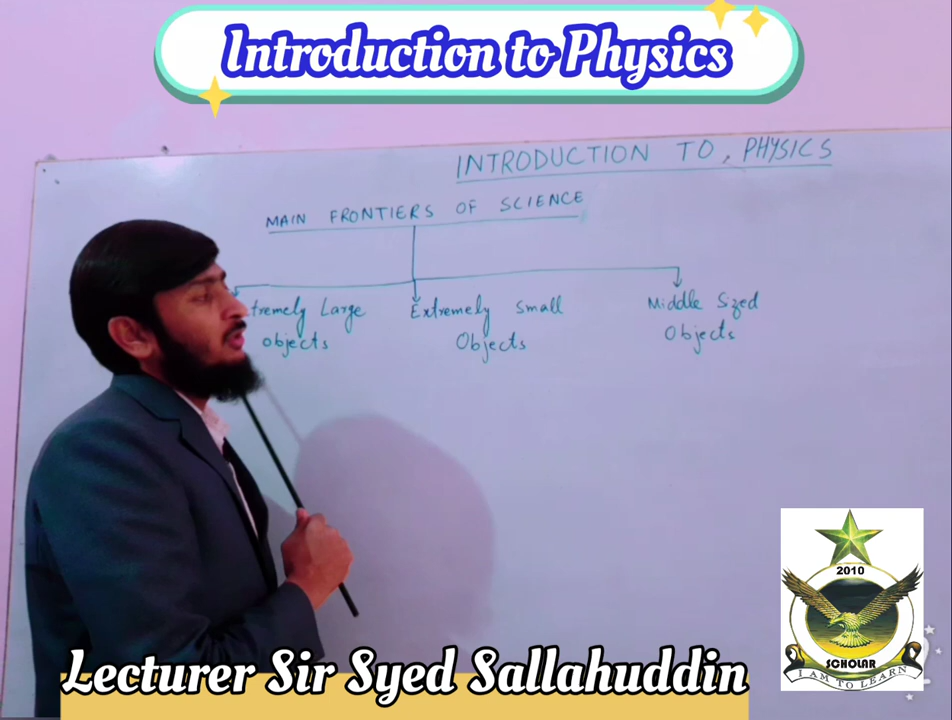 Introduction to Physics
INTRODUCTION TO, PHYSICS
MAIN FRONTIERS OF SCIENCE
tremely Large
objects
Extremely Small
Objects
Middle Sized
Objects
2010
SCHOLAR
I AM TO LEARN
Lecturer Sir Syed Sallahuddin